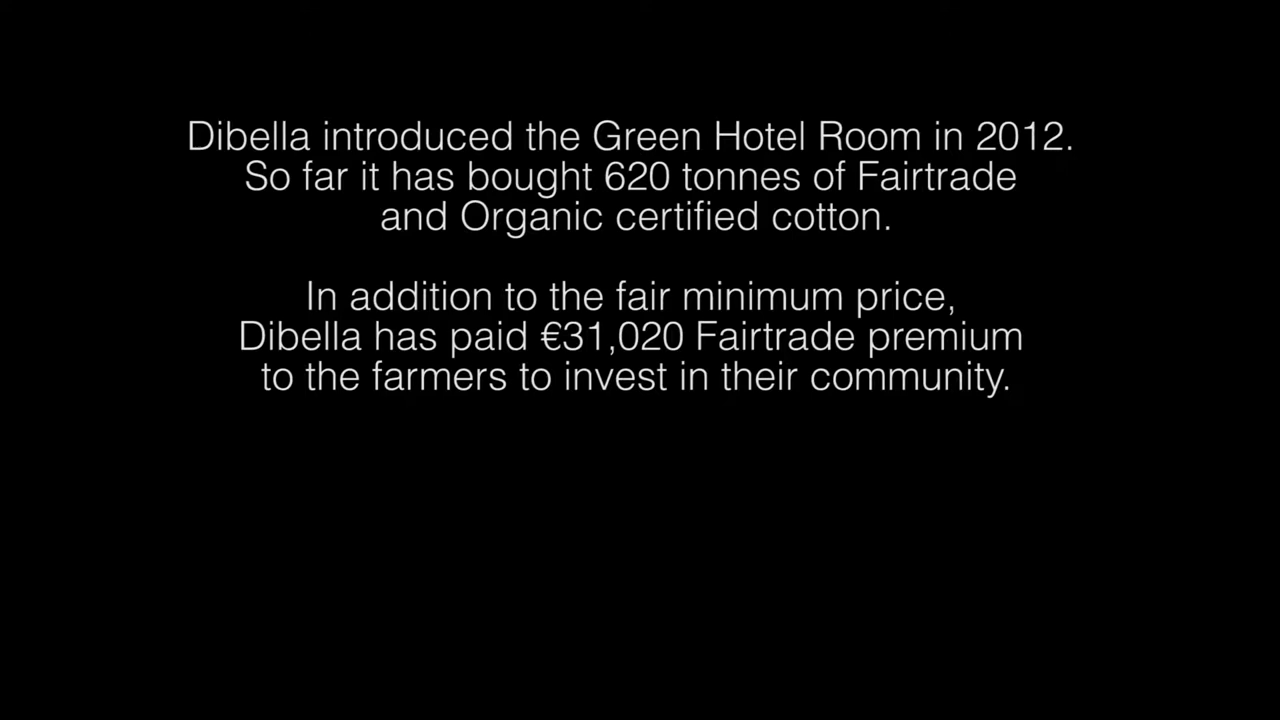 Dibella introduced the Green Hotel Room in 2012.
So far it has bought 620 tonnes of Fairtrade
and Organic certified cotton.
In addition to the fair minimum price,
Dibella has paid €31,020 Fairtrade premium
to the farmers to invest in their community.